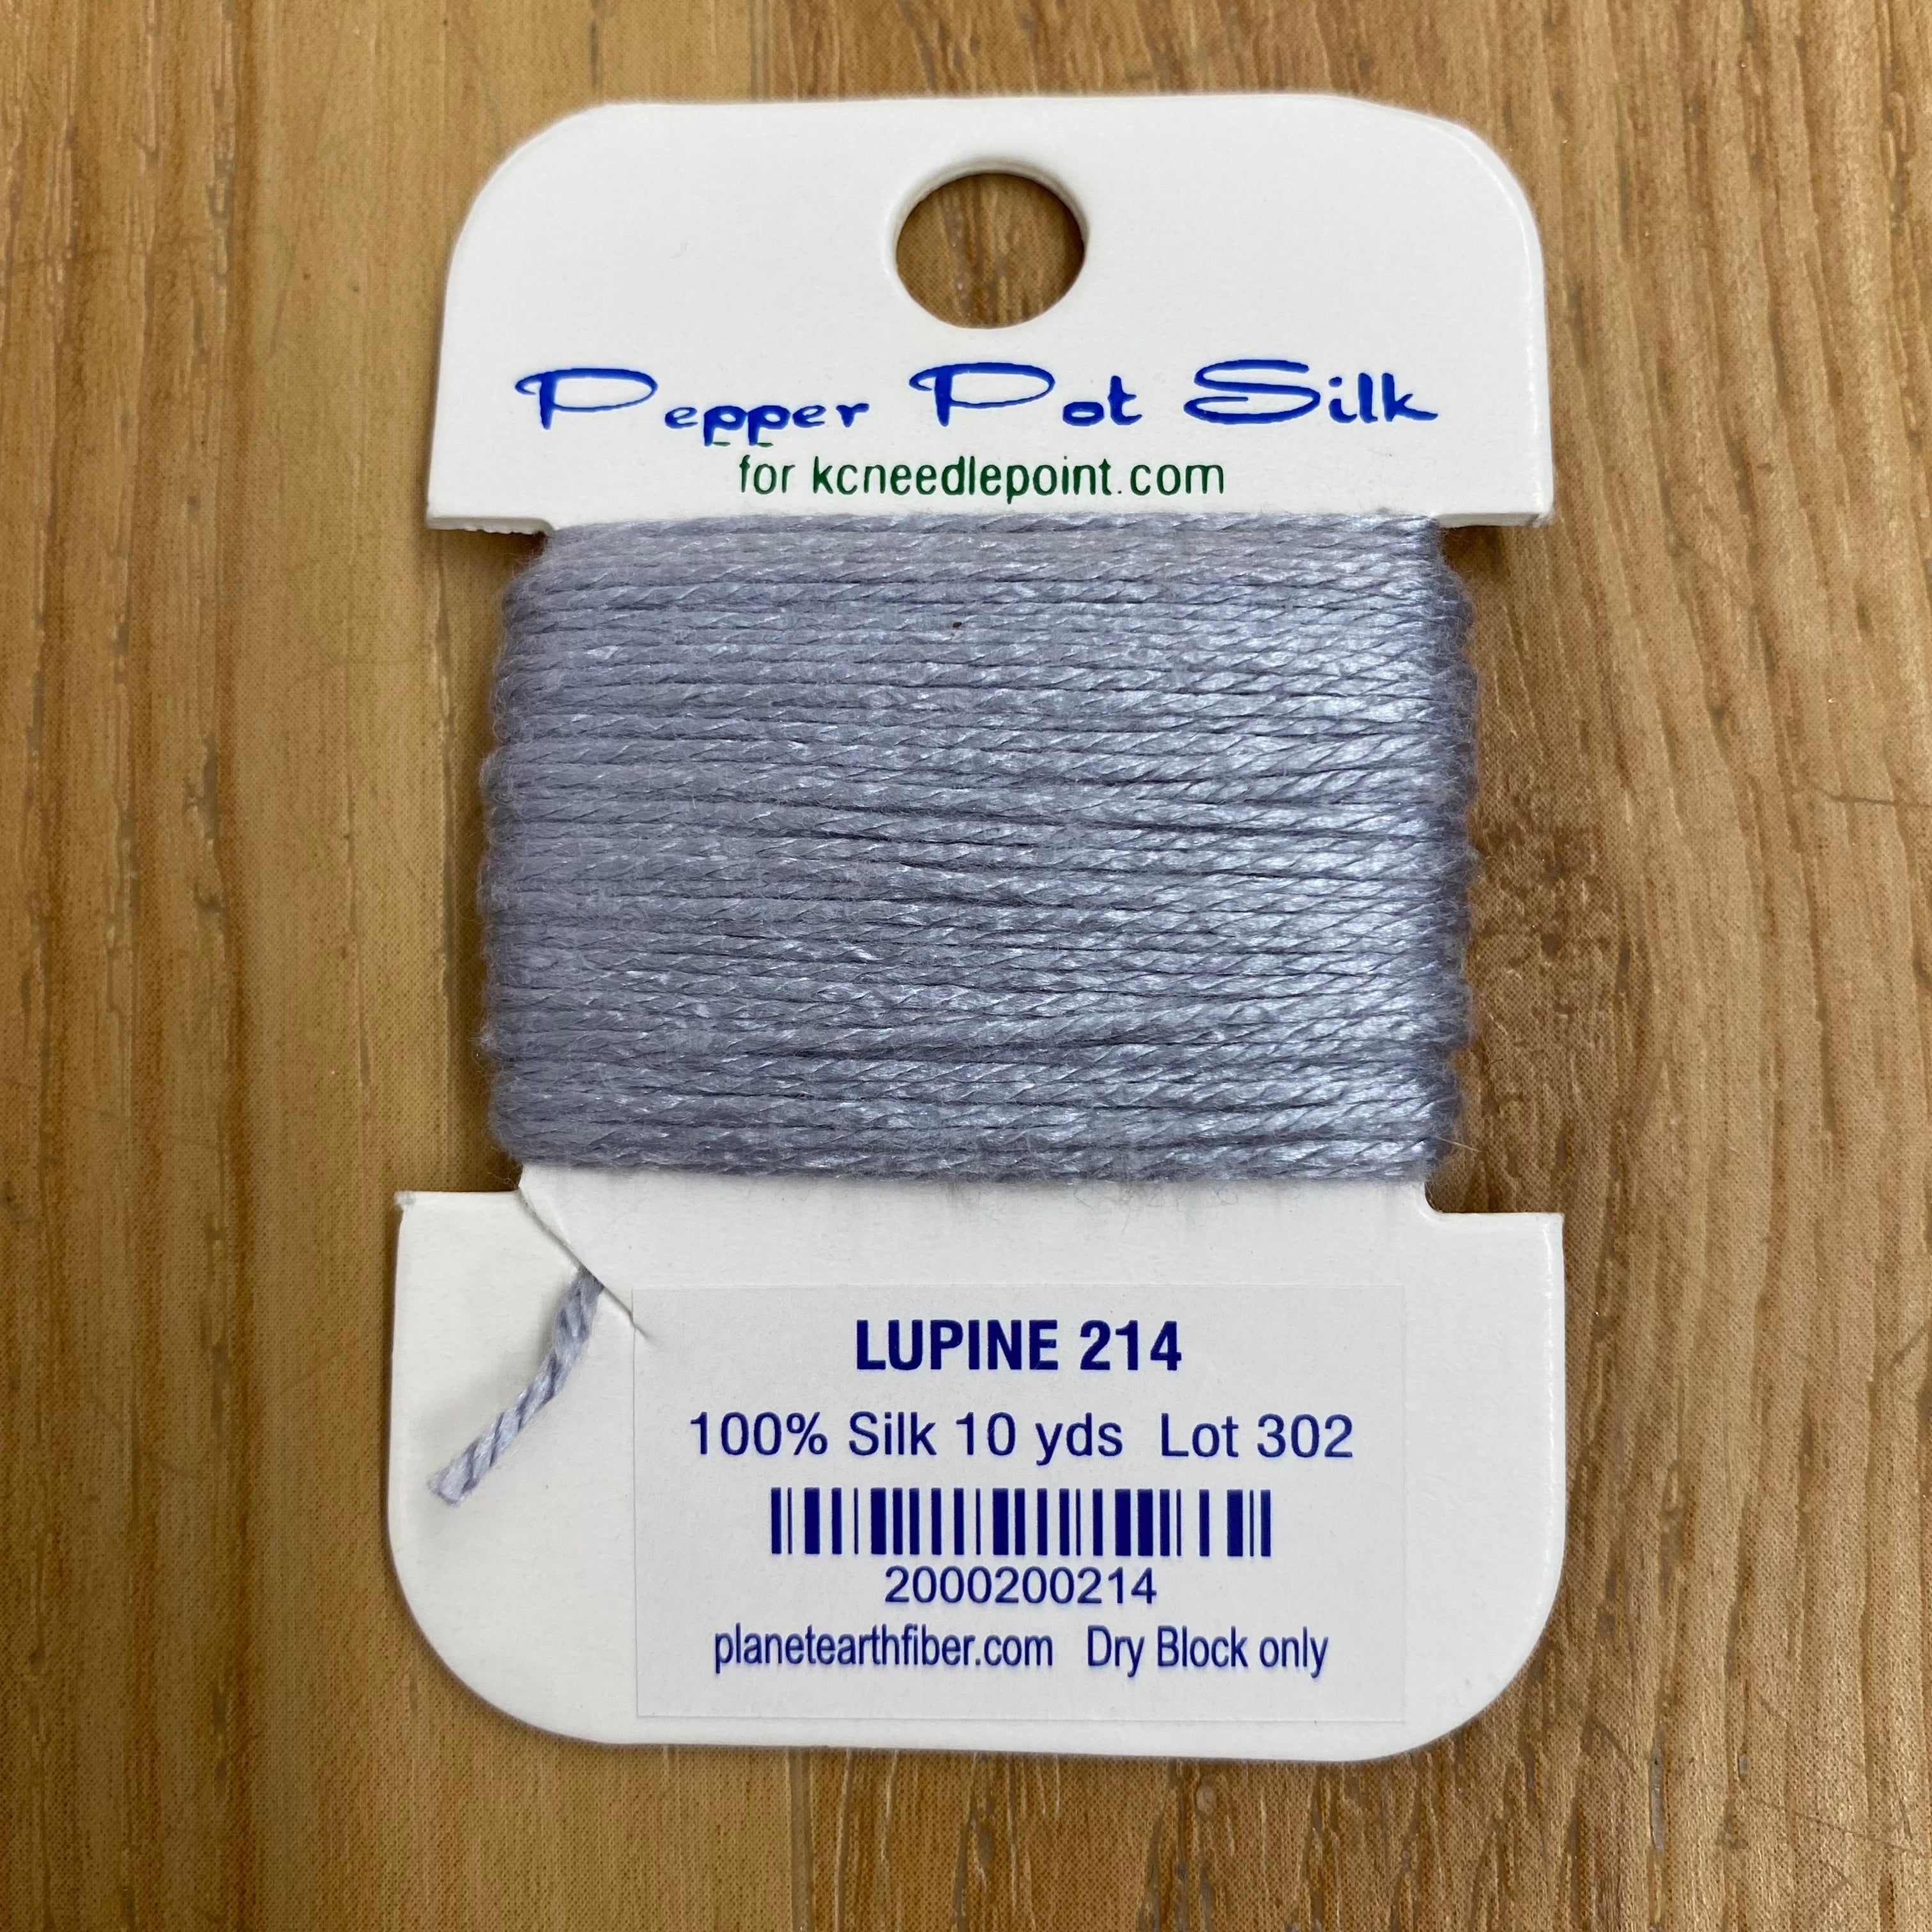 Pepper Pot Silk
for kcneedlepoint.com
LUPINE 214
100% Silk 10 yds Lot 302
2000200214
planetearthfiber.com Dry Block only